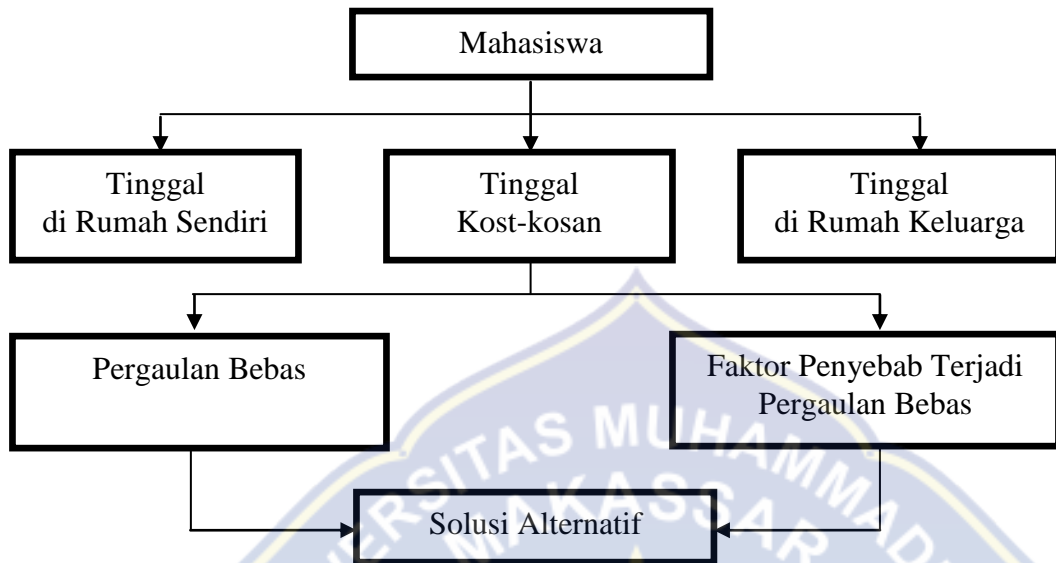 Mahasiswa
Tinggal
di Rumah Sendiri
Tinggal
Kost-kosan
Tinggal
di Rumah Keluarga
Pergaulan Bebas
Faktor Penyebab Terjadi
Pergaulan Bebas
Solusi Alternatif
MAKASSAR